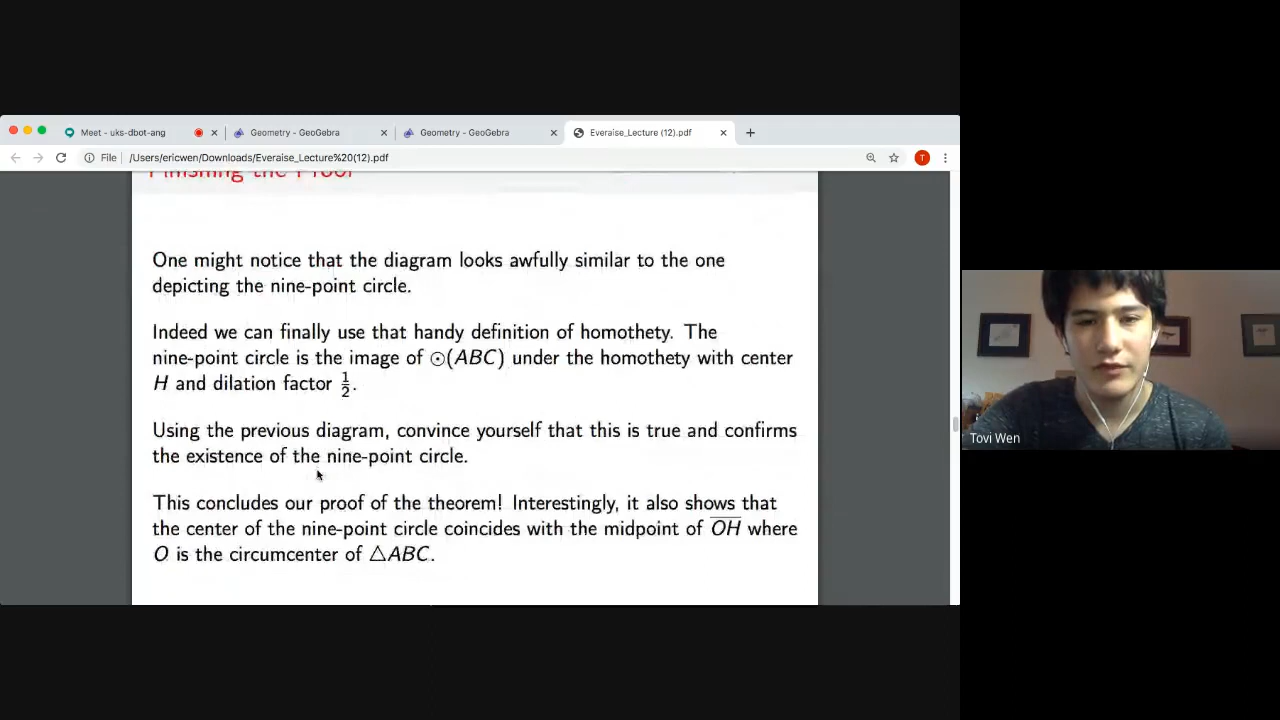 Meet - uks-dbot-ang
Geometry - GeoGebra
Geometry - GeoGebra
Everaise_Lecture (12).pdf
File
/Users/ericwen/Downloads/Everaise_Lecture%20(12).pdf
T
Finishing the Proof
One might notice that the diagram looks awfully similar to the one
depicting the nine-point circle.
Indeed we can finally use that handy definition of homothety. The
nine-point circle is the image of ⊙(ABC) under the homothety with center
H and dilation factor 1/2.
Using the previous diagram, convince yourself that this is true and confirms
the existence of the nine-point circle.
This concludes our proof of the theorem! Interestingly, it also shows that
the center of the nine-point circle coincides with the midpoint of O̅H̅ where
O is the circumcenter of △ABC.
Tovi Wen